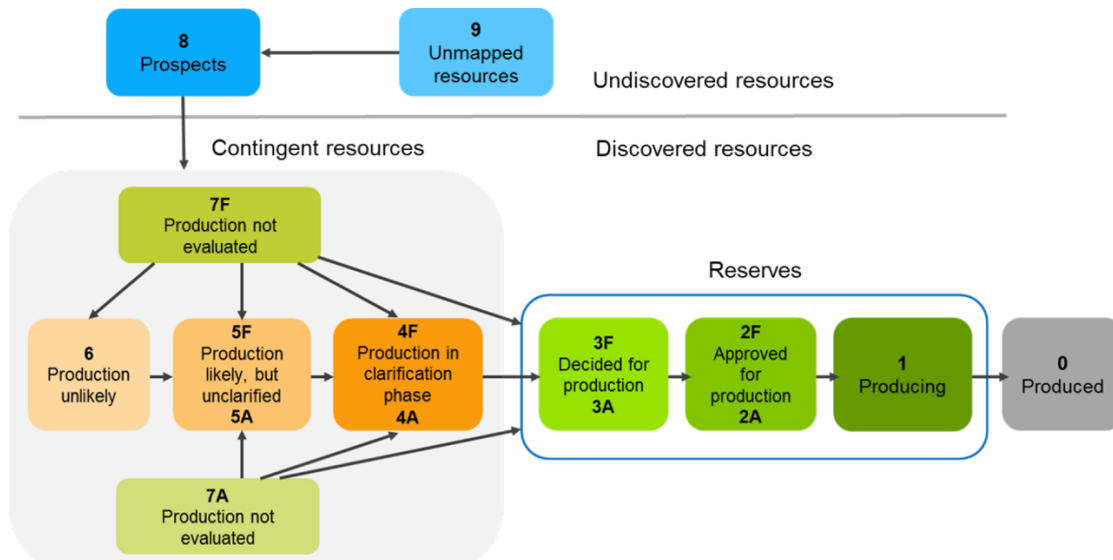 8
Prospects
9
Unmapped
resources
Undiscovered resources
Contingent resources
Discovered resources
7F
Production not
evaluated
Reserves
6
Production
unlikely
5F
Production
likely, but
unclarified
5A
4F
Production in
clarification
phase
4A
3F
Decided for
production
3A
2F
Approved
for
production
2A
1
Producing
0
Produced
7A
Production not
evaluated